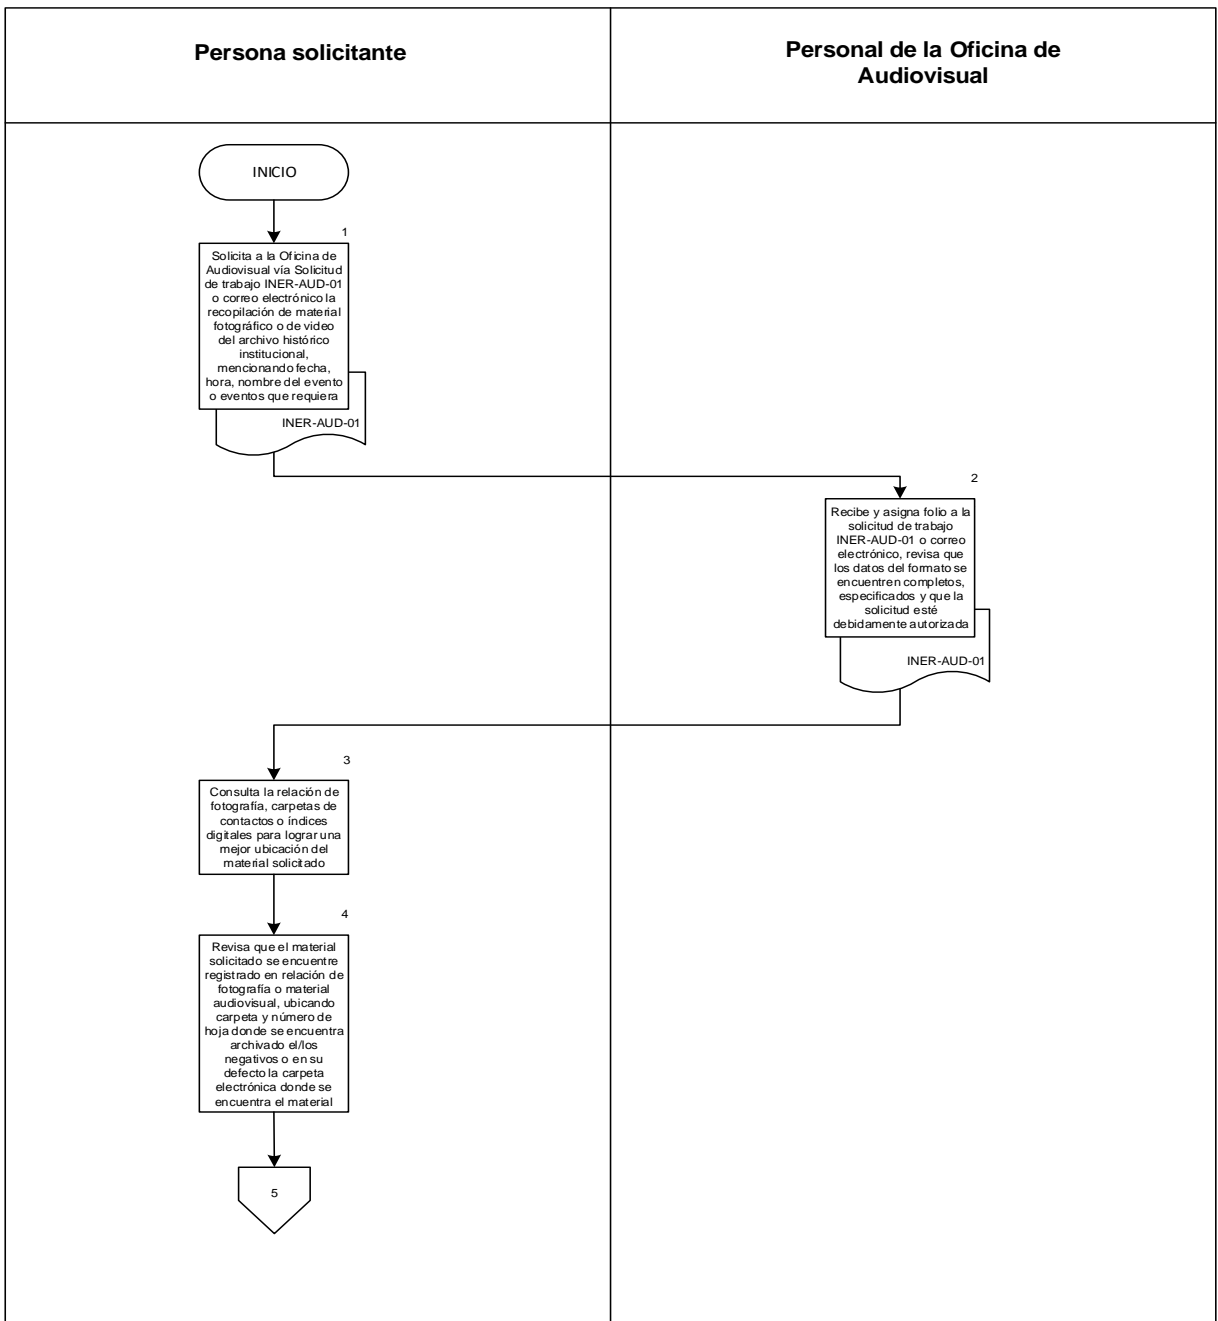 Persona solicitante
Personal de la Oficina de
Audiovisual
INICIO
1
Solicita a la Oficina de
Audiovisual vía Solicitud
de trabajo INER-AUD-01
o correo electrónico la
recopilación de material
fotográfico o de video
del archivo histórico
institucional,
mencionando fecha,
hora, nombre del evento
o eventos que requiera
INER-AUD-01
2
Recibe y asigna folio a la
solicitud de trabajo
INER-AUD-01 o correo
electrónico, revisa que
los datos del formato se
encuentren completos,
especificados y que la
solicitud esté
debidamente autorizada
INER-AUD-01
3
Consulta la relación de
fotografía, carpetas de
contactos o índices
digitales para lograr una
mejor ubicación del
material solicitado
4
Revisa que el material
solicitado se encuentre
registrado en relación de
fotografía o material
audiovisual, ubicando
carpeta y número de
hoja donde se encuentra
archivado el/los
negativos o en su
defecto la carpeta
electrónica donde se
encuentra el material
5